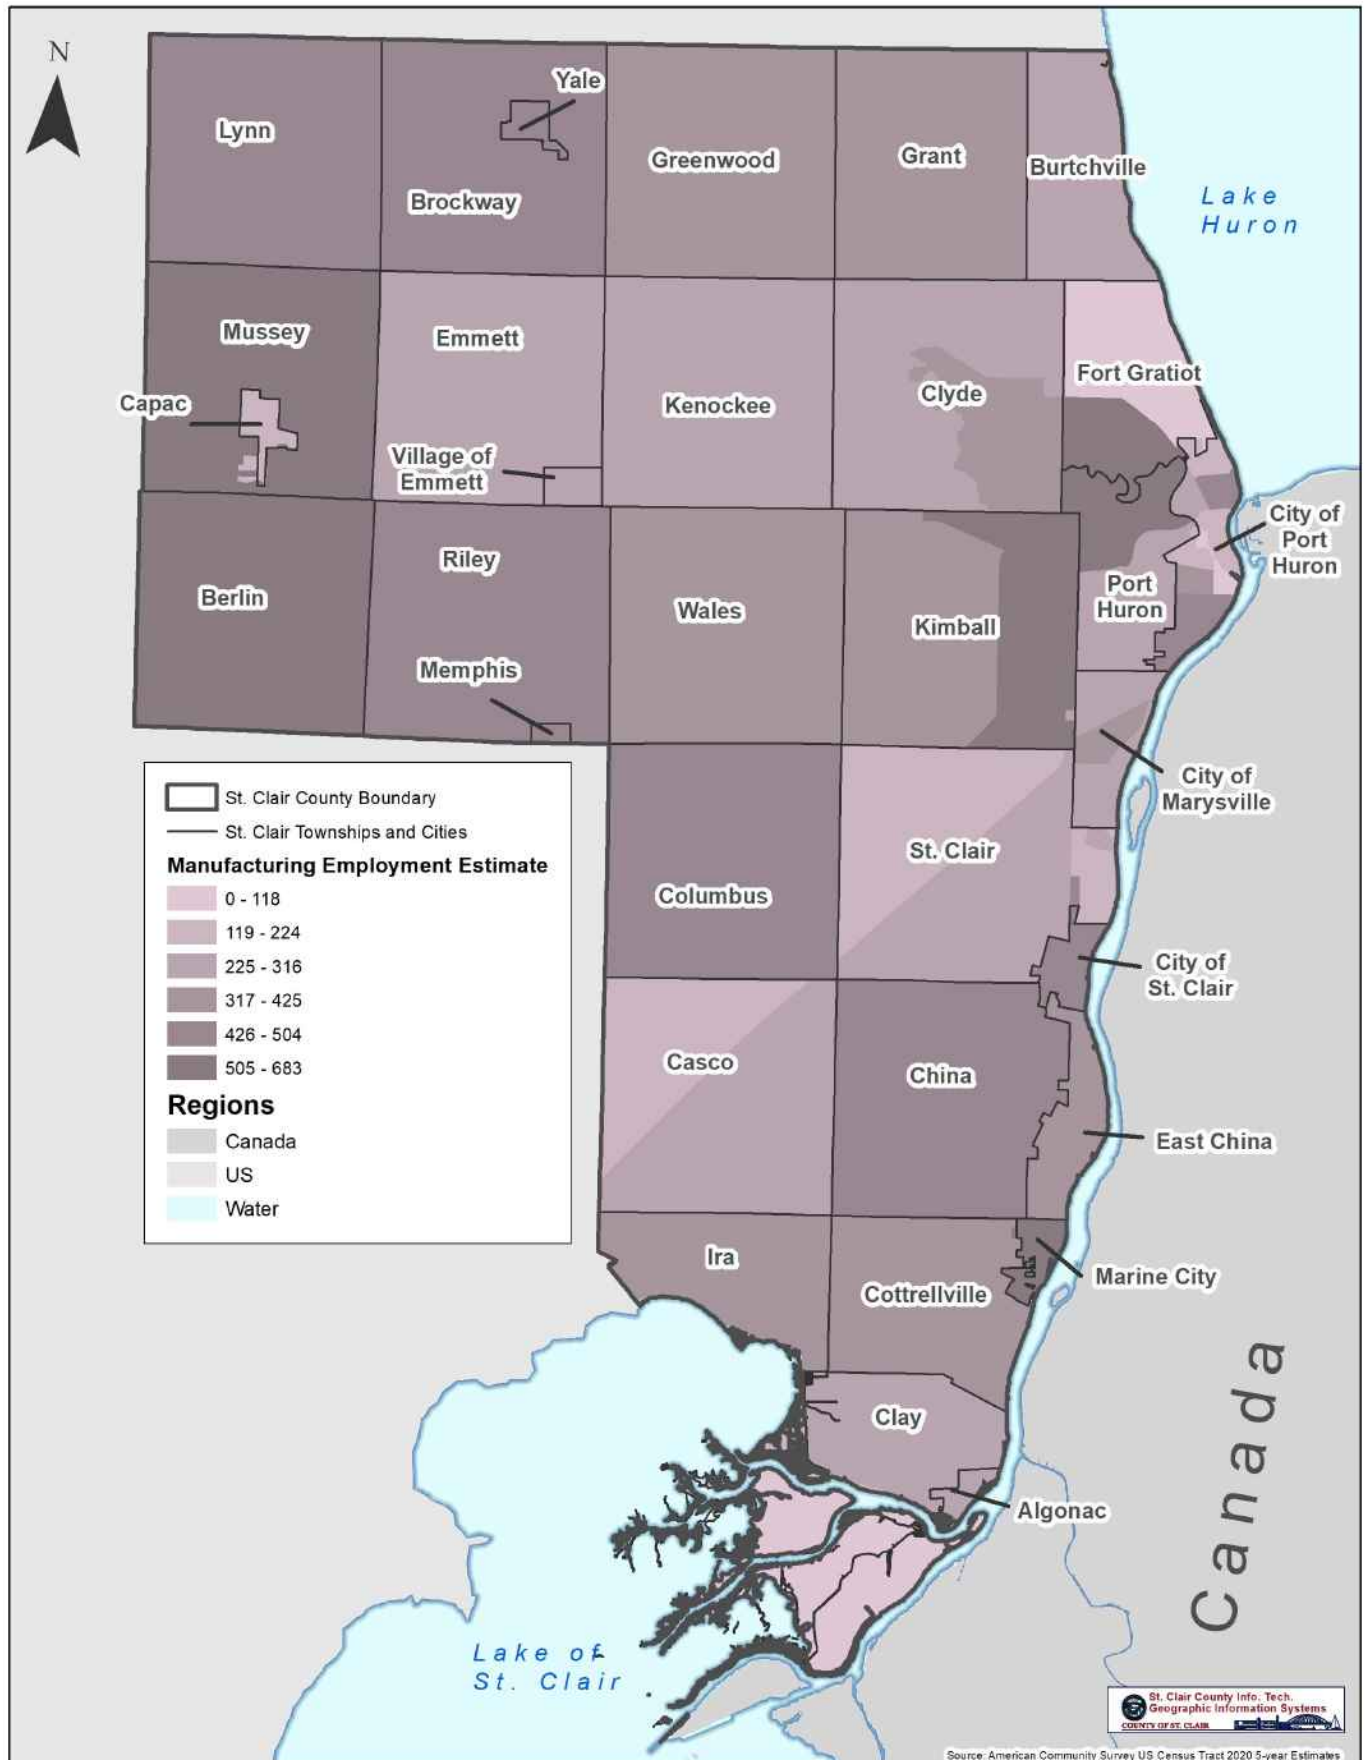 N
Yale
Lynn
Greenwood
Grant
Burtchville
Brockway
Lake
Huron
Mussey
Emmett
Fort Gratiot
Capac
Kenockee
Clyde
Village of
Emmett
City of
Port
Huron
Riley
Berlin
Wales
Kimball
Port
Huron
Memphis
City of
Marysville
St. Clair County Boundary
St. Clair Townships and Cities
Manufacturing Employment Estimate
0 - 118
119 - 224
225 - 316
317 - 425
426 - 504
505 - 683
Regions
Canada
US
Water
St. Clair
Columbus
City of
St. Clair
Casco
China
East China
Ira
Cottrellville
Marine City
Clay
Algonac
Canada
Lake of
St. Clair
St. Clair County Info. Tech.
Geographic Information Systems
COUNTY OF ST. CLAIR
Source: American Community Survey US Census Tract 2020 5-year Estimates